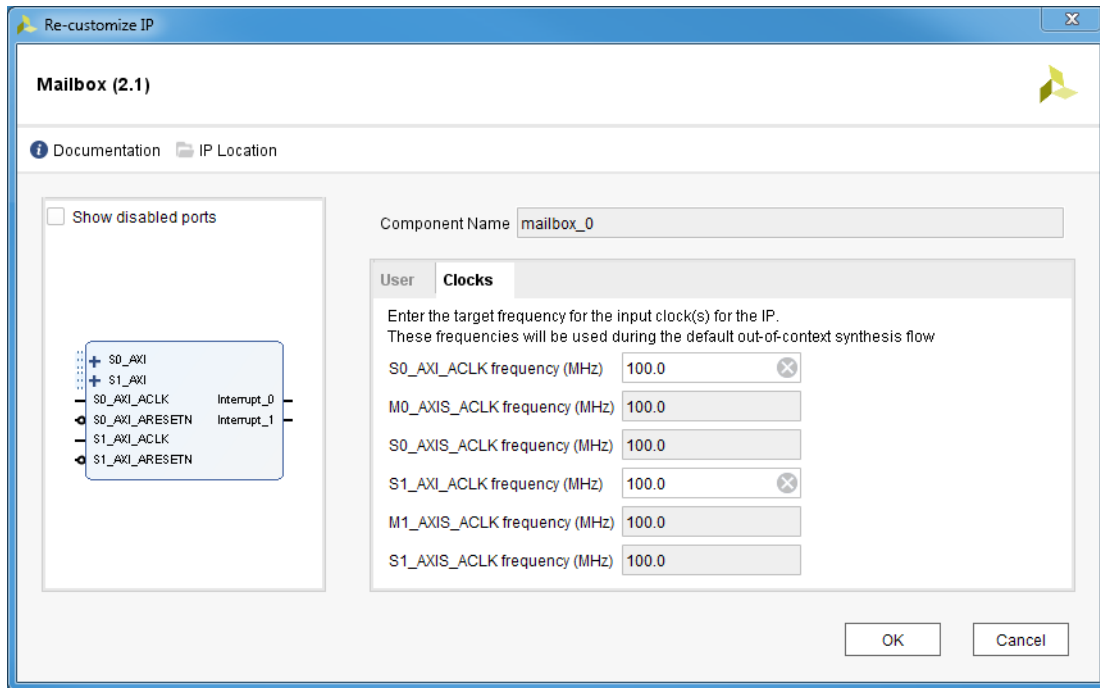 Re-customize IP
Mailbox (2.1)
Documentation IP Location
Show disabled ports
S0_AXI
S1_AXI
S0_AXI_ACLK Interrupt_0
S0_AXI_ARESETN Interrupt_1
S1_AXI_ACLK
S1_AXI_ARESETN
Component Name mailbox_0
User Clocks
Enter the target frequency for the input clock(s) for the IP.
These frequencies will be used during the default out-of-context synthesis flow
S0_AXI_ACLK frequency (MHz) 100.0
M0_AXIS_ACLK frequency (MHz) 100.0
S0_AXIS_ACLK frequency (MHz) 100.0
S1_AXI_ACLK frequency (MHz) 100.0
M1_AXIS_ACLK frequency (MHz) 100.0
S1_AXIS_ACLK frequency (MHz) 100.0
OK Cancel